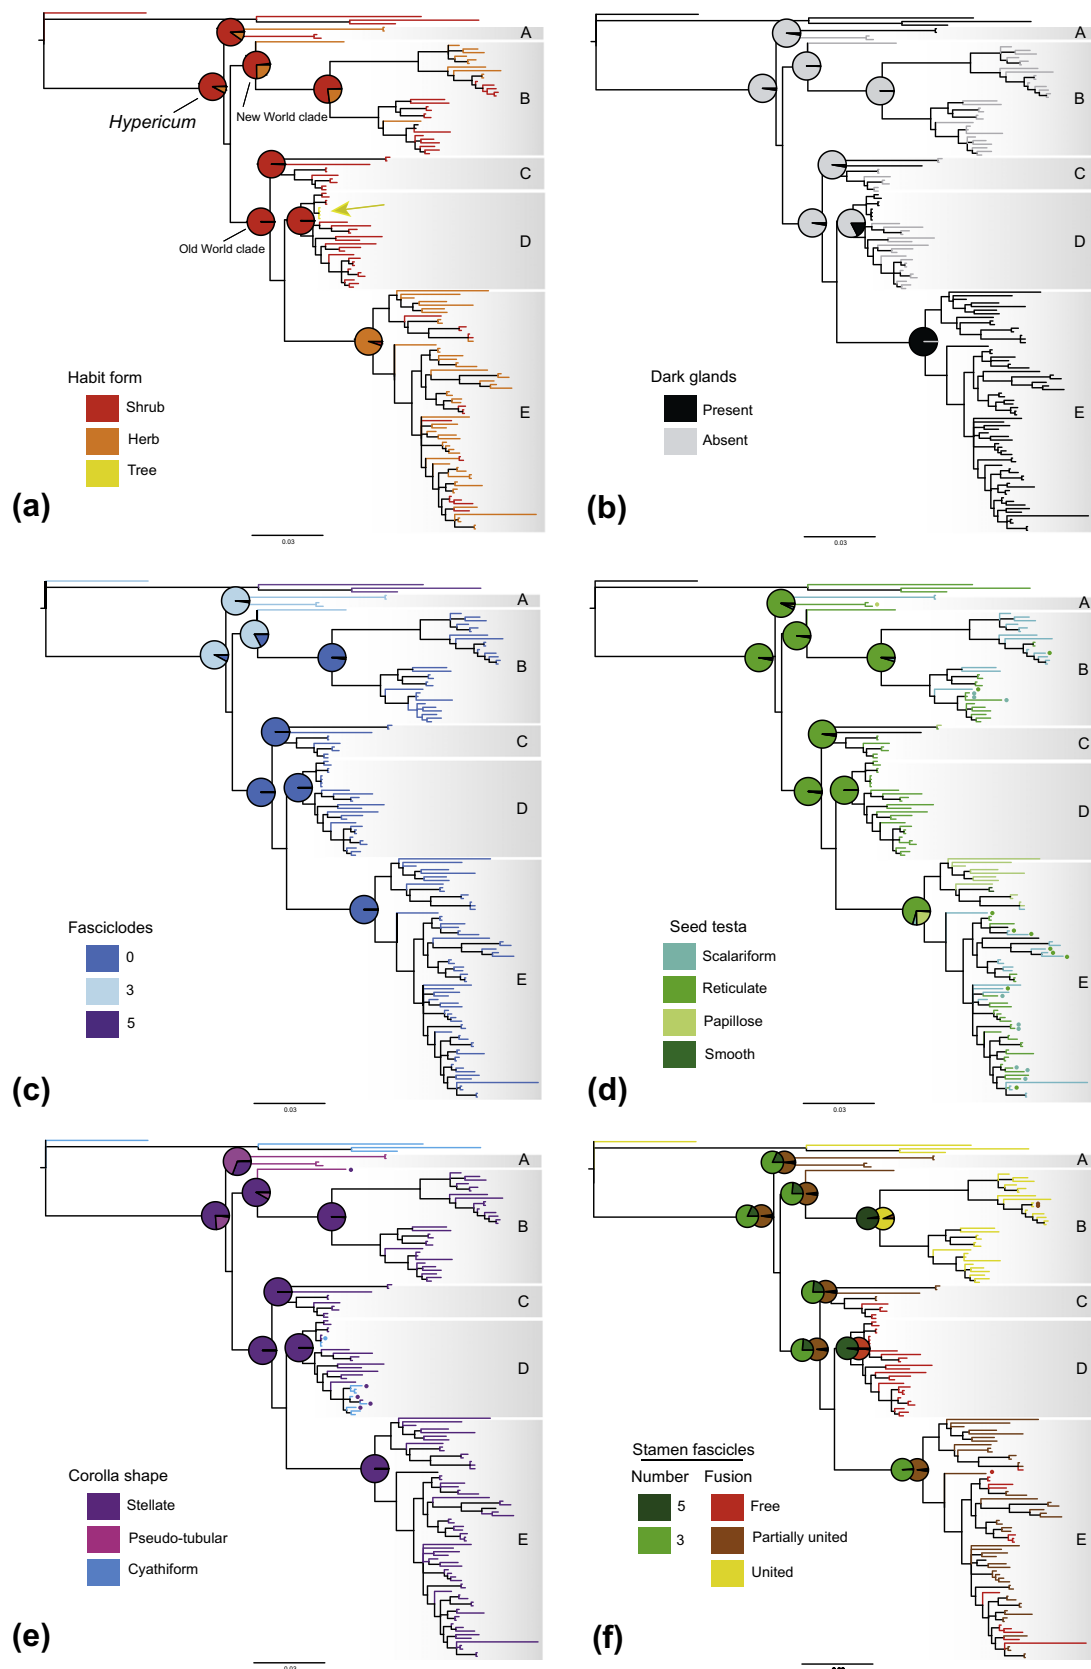 A
B
New World clade
Hypericum
C
Old World clade
D
Habit form
Shrub
Herb
Tree
E
(a)
0.03
A
B
C
D
Dark glands
Present
Absent
E
(b)
0.03
A
B
C
D
Fasciclodes
0
3
5
E
(c)
0.03
A
B
C
D
Seed testa
Scalariform
Reticulate
Papillose
Smooth
E
(d)
0.03
A
B
C
D
Corolla shape
Stellate
Pseudo-tubular
Cyathiform
E
(e)
0.03
A
B
C
D
Stamen fascicles
Number Fusion
5 Free
3 Partially united
United
E
(f)